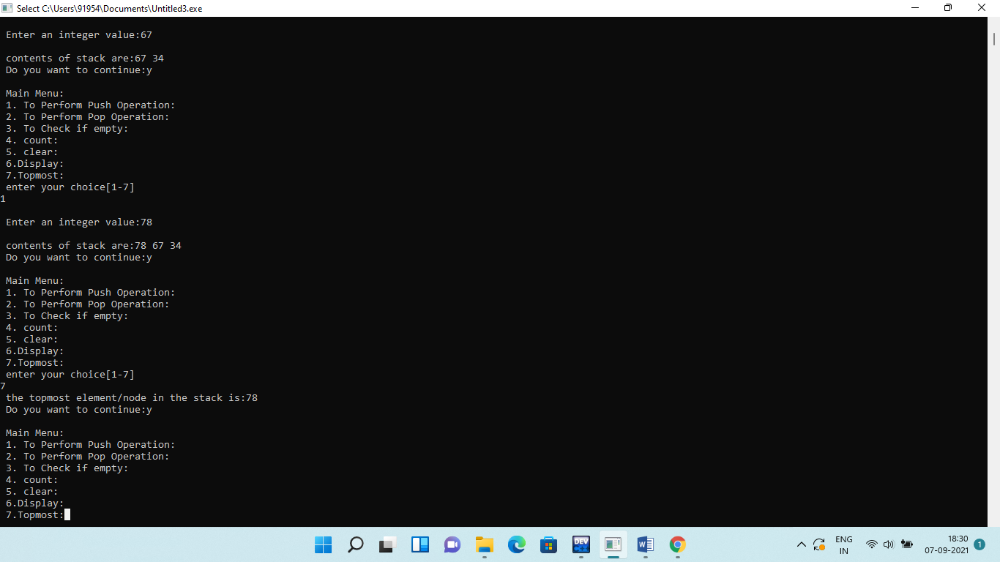 Select C:\Users\91954\Documents\Untitled3.exe
Enter an integer value:67
contents of stack are:67 34
Do you want to continue:y
Main Menu:
1. To Perform Push Operation:
2. To Perform Pop Operation:
3. To Check if empty:
4. count:
5. clear:
6.Display:
7.Topmost:
enter your choice[1-7]
1
Enter an integer value:78
contents of stack are:78 67 34
Do you want to continue:y
Main Menu:
1. To Perform Push Operation:
2. To Perform Pop Operation:
3. To Check if empty:
4. count:
5. clear:
6.Display:
7.Topmost:
enter your choice[1-7]
7
the topmost element/node in the stack is:78
Do you want to continue:y
Main Menu:
1. To Perform Push Operation:
2. To Perform Pop Operation:
3. To Check if empty:
4. count:
5. clear:
6.Display:
7.Topmost:
DEV
W
ENG
IN
18:30
07-09-2021
1